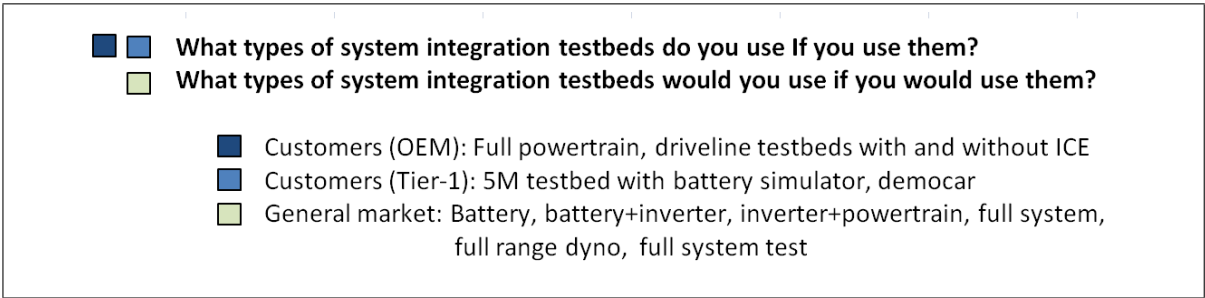 What types of system integration testbeds do you use If you use them?
What types of system integration testbeds would you use if you would use them?
Customers (OEM): Full powertrain, driveline testbeds with and without ICE
Customers (Tier-1): 5M testbed with battery simulator, democar
General market: Battery, battery+inverter, inverter+powertrain, full system,
full range dyno, full system test